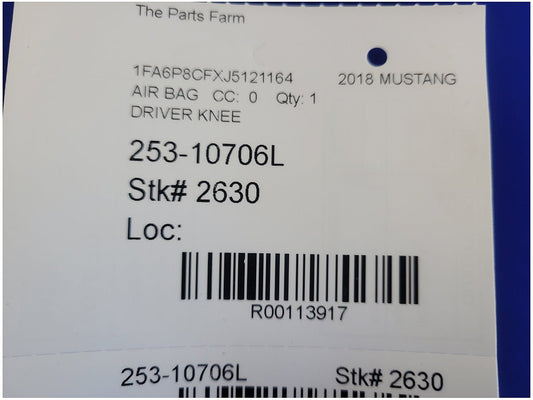 The Parts Farm
1FA6P8CFXJ5121164 2018 MUSTANG
AIR BAG CC: 0 Qty: 1
DRIVER KNEE
253-10706L
Stk# 2630
Loc:
R00113917
253-10706L Stk# 2630